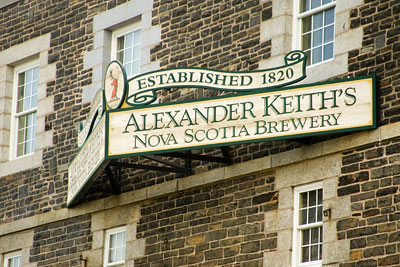 ESTABLISHED 1820
ALEXANDER KEITH'S
NOVA SCOTIA BREWERY